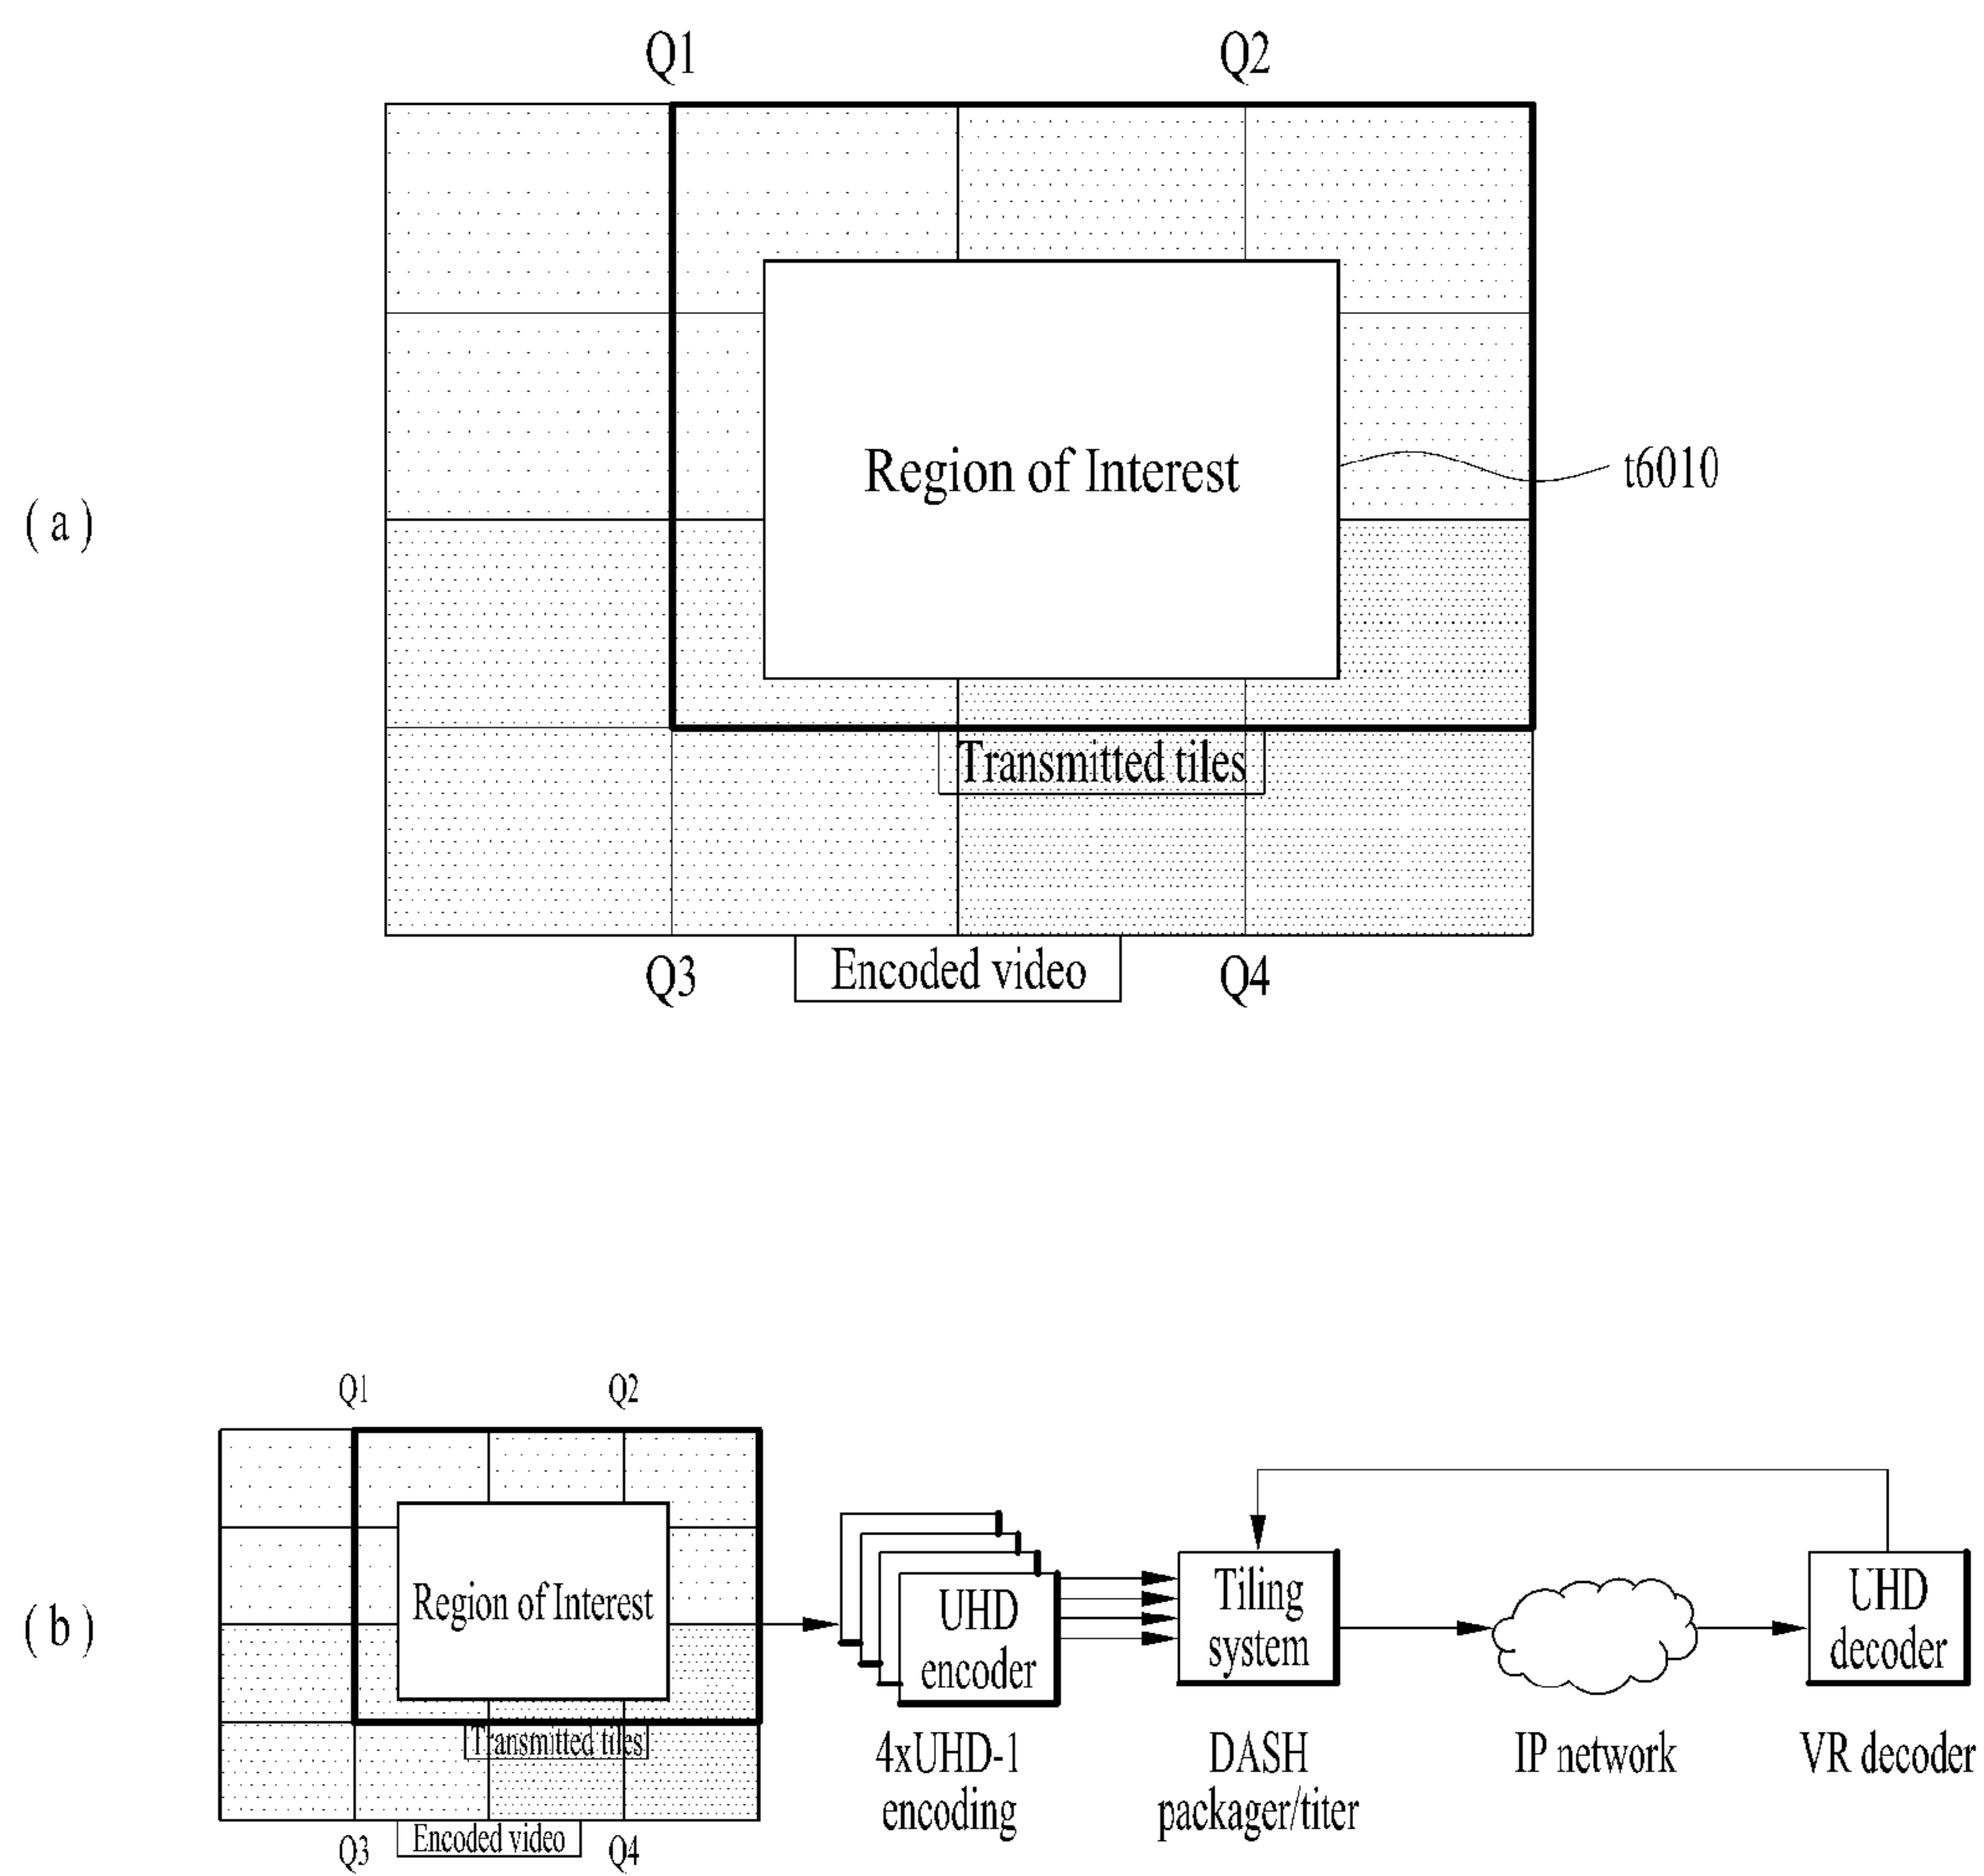 Q1 Q2
Region of Interest
t6010
( a )
Transmitted tiles
Q3 Encoded video Q4
Q1 Q2
Region of Interest
( b )
Transmitted tiles
Q3 Encoded video Q4
UHD
encoder
4xUHD-1
encoding
Tiling
system
DASH
packager/titer
IP network
UHD
decoder
VR decoder